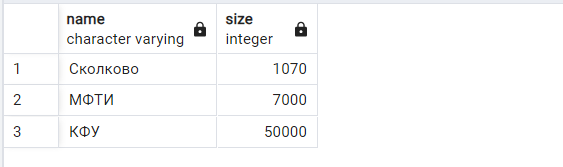 name size
character varying integer
1 Сколково 1070
2 МФТИ 7000
3 КФУ 50000